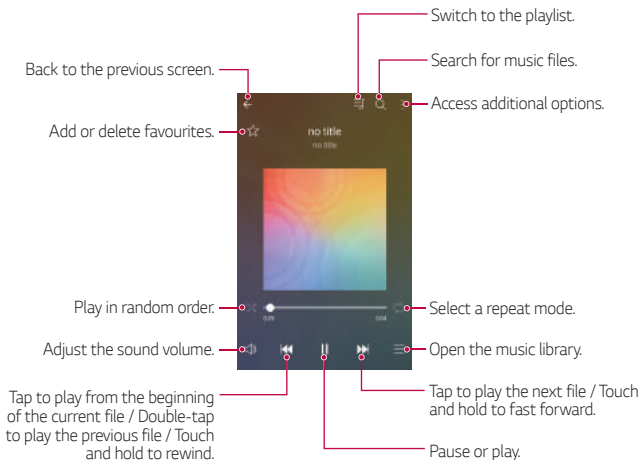 Switch to the playlist.
Search for music files.
Back to the previous screen.
Access additional options.
Add or delete favourites.
no title
no title
Play in random order.
Select a repeat mode.
0:09
3:04
Adjust the sound volume.
Open the music library.
Tap to play from the beginning
of the current file / Double-tap
to play the previous file / Touch
and hold to rewind.
Tap to play the next file / Touch
and hold to fast forward.
Pause or play.